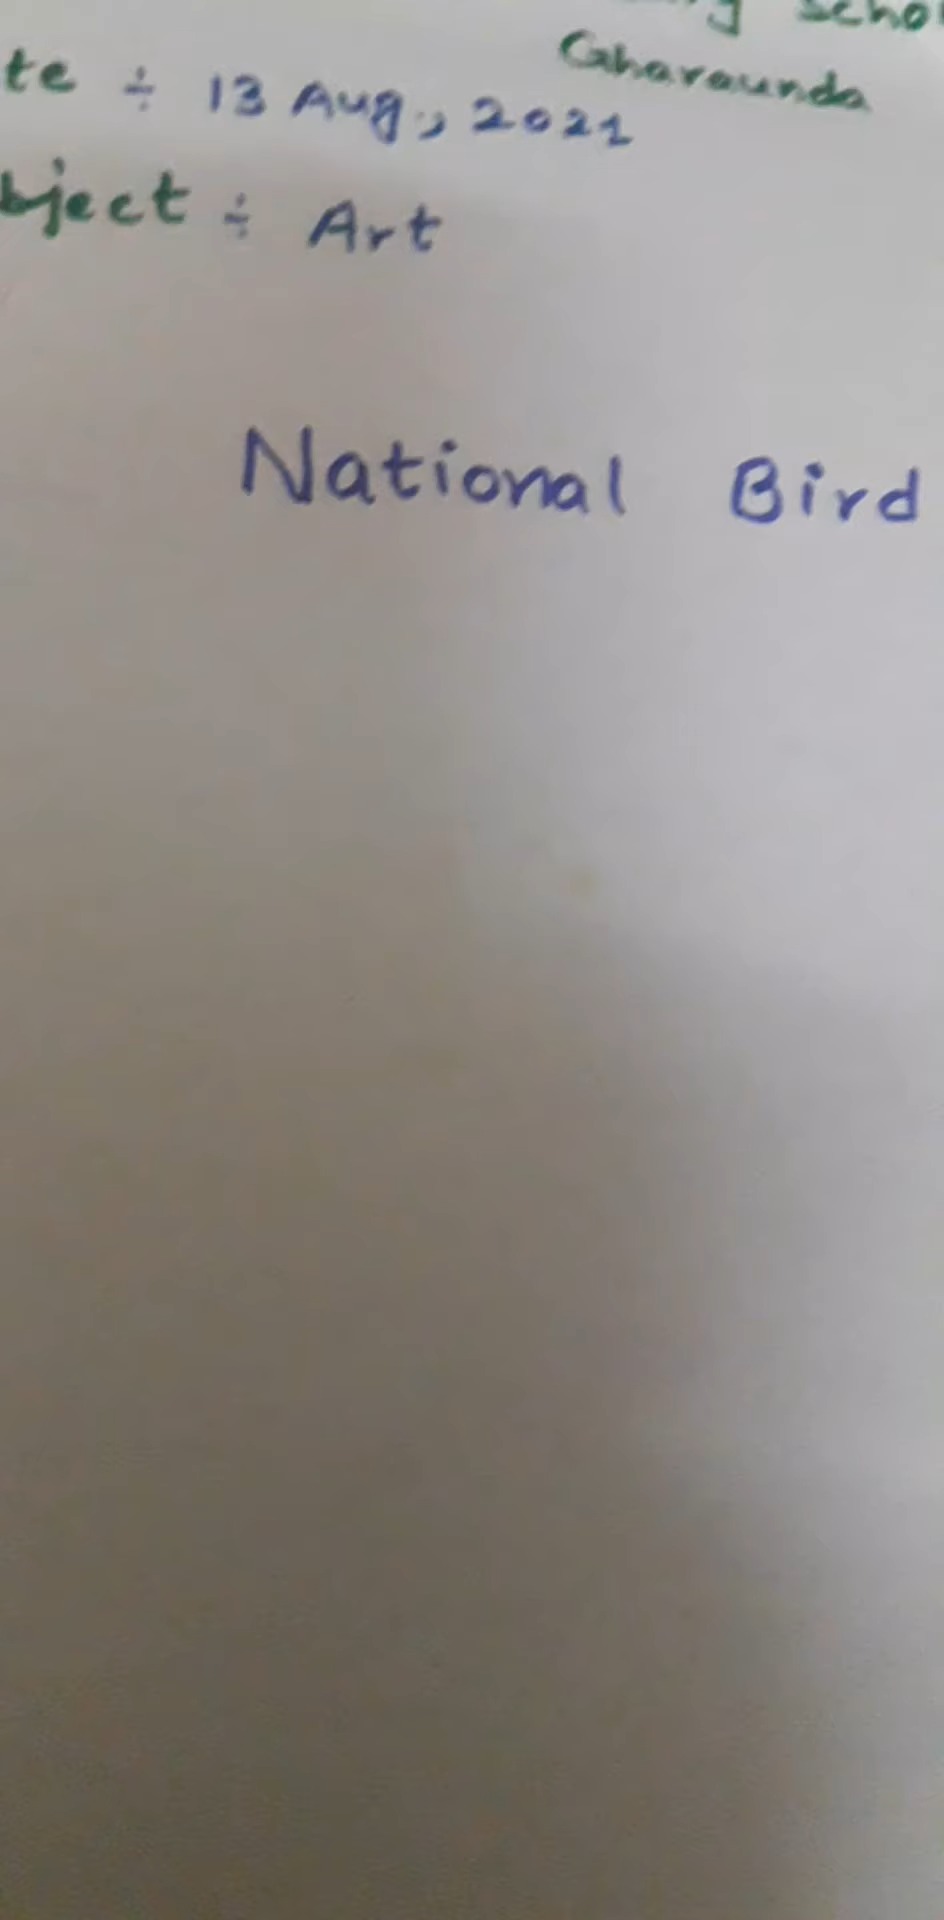 Gharaunda
te ÷ 13 Aug, 2021
bject ÷ Art
National Bird